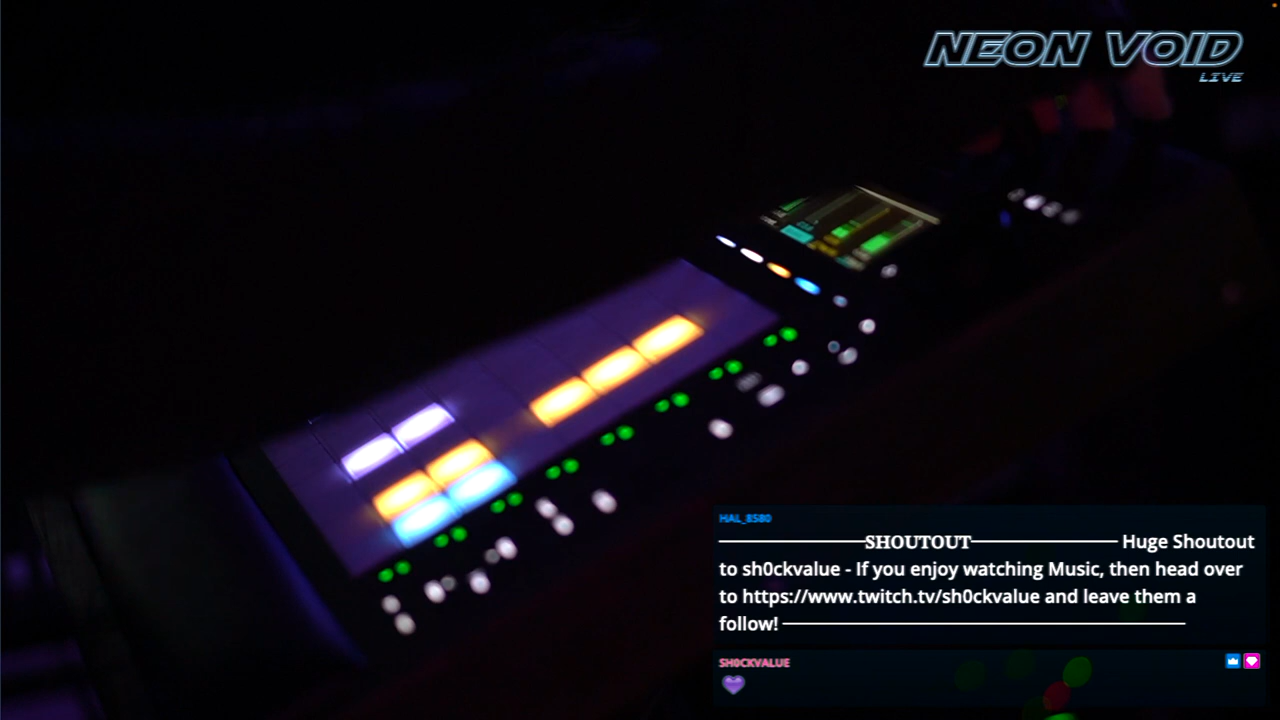 NEON VOID
LIVE
HAL_8580
————————SHOUTOUT———————— Huge Shoutout
to sh0ckvalue - If you enjoy watching Music, then head over
to https://www.twitch.tv/sh0ckvalue and leave them a
follow! ——————————————————————
SH0CKVALUE